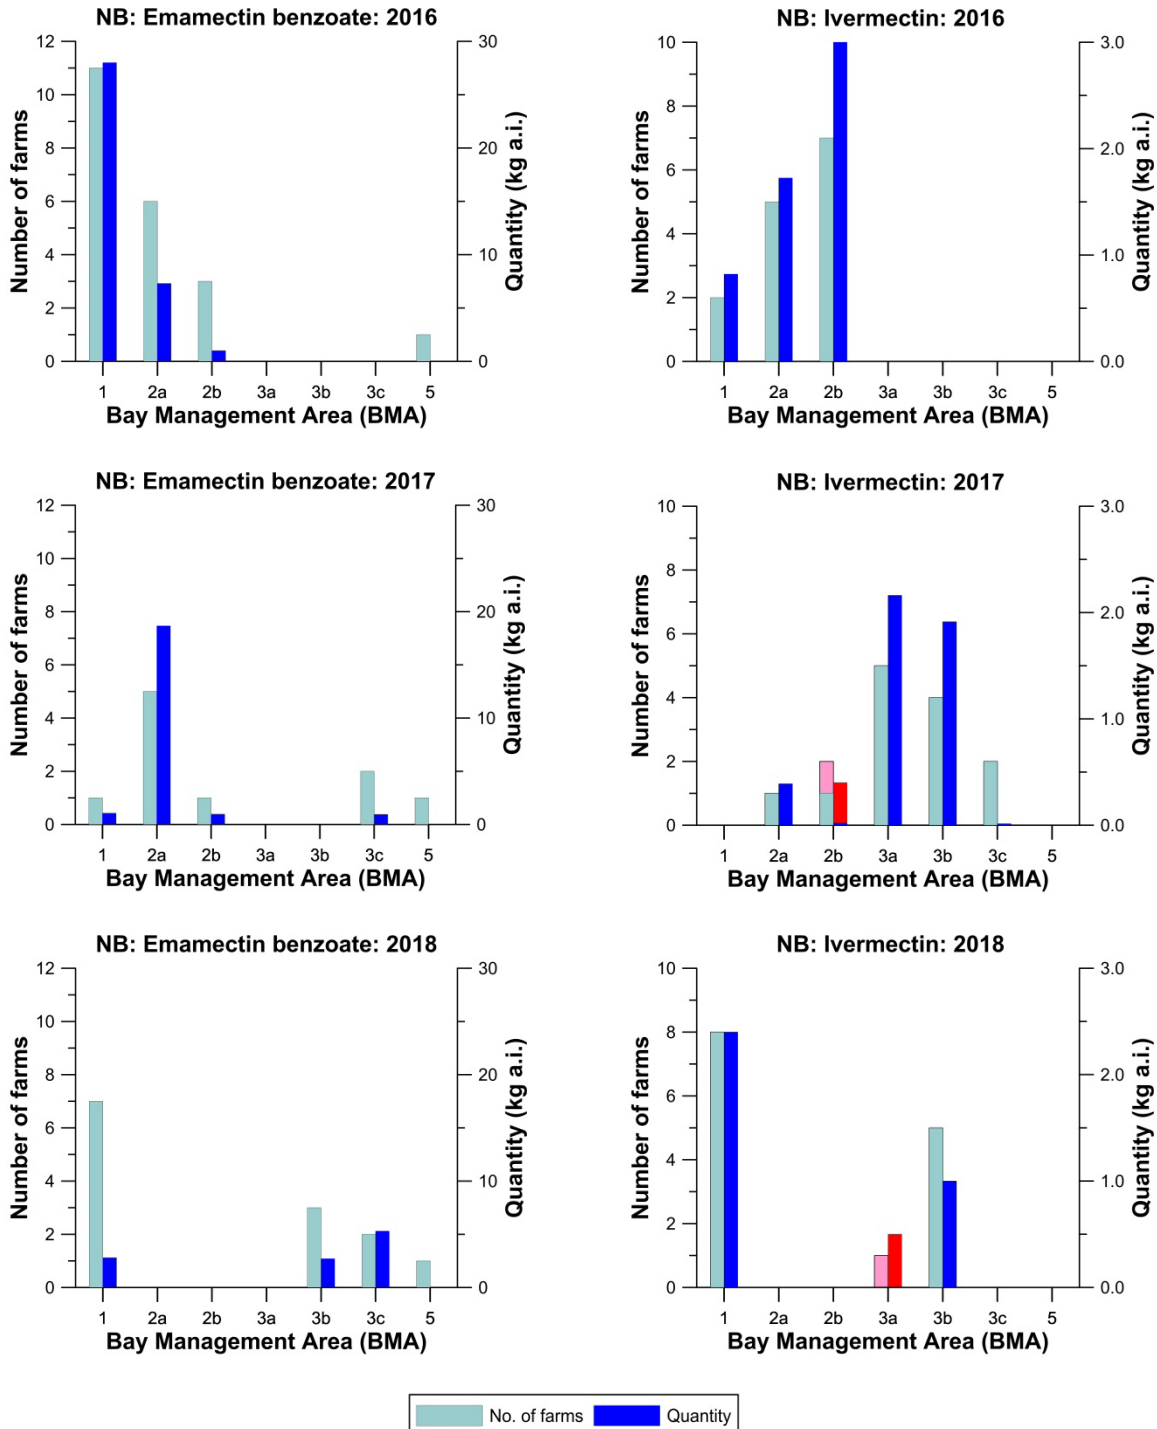 NB: Emamectin benzoate: 2016
12
10
8
6
4
2
0
Number of farms
30
20
10
0
Quantity (kg a.i.)
1 2a 2b 3a 3b 3c 5
Bay Management Area (BMA)
NB: Ivermectin: 2016
10
8
6
4
2
0
Number of farms
3.0
2.0
1.0
0.0
Quantity (kg a.i.)
1 2a 2b 3a 3b 3c 5
Bay Management Area (BMA)
NB: Emamectin benzoate: 2017
12
10
8
6
4
2
0
Number of farms
30
20
10
0
Quantity (kg a.i.)
1 2a 2b 3a 3b 3c 5
Bay Management Area (BMA)
NB: Ivermectin: 2017
10
8
6
4
2
0
Number of farms
3.0
2.0
1.0
0.0
Quantity (kg a.i.)
1 2a 2b 3a 3b 3c 5
Bay Management Area (BMA)
NB: Emamectin benzoate: 2018
12
10
8
6
4
2
0
Number of farms
30
20
10
0
Quantity (kg a.i.)
1 2a 2b 3a 3b 3c 5
Bay Management Area (BMA)
NB: Ivermectin: 2018
10
8
6
4
2
0
Number of farms
3.0
2.0
1.0
0.0
Quantity (kg a.i.)
1 2a 2b 3a 3b 3c 5
Bay Management Area (BMA)
No. of farms Quantity